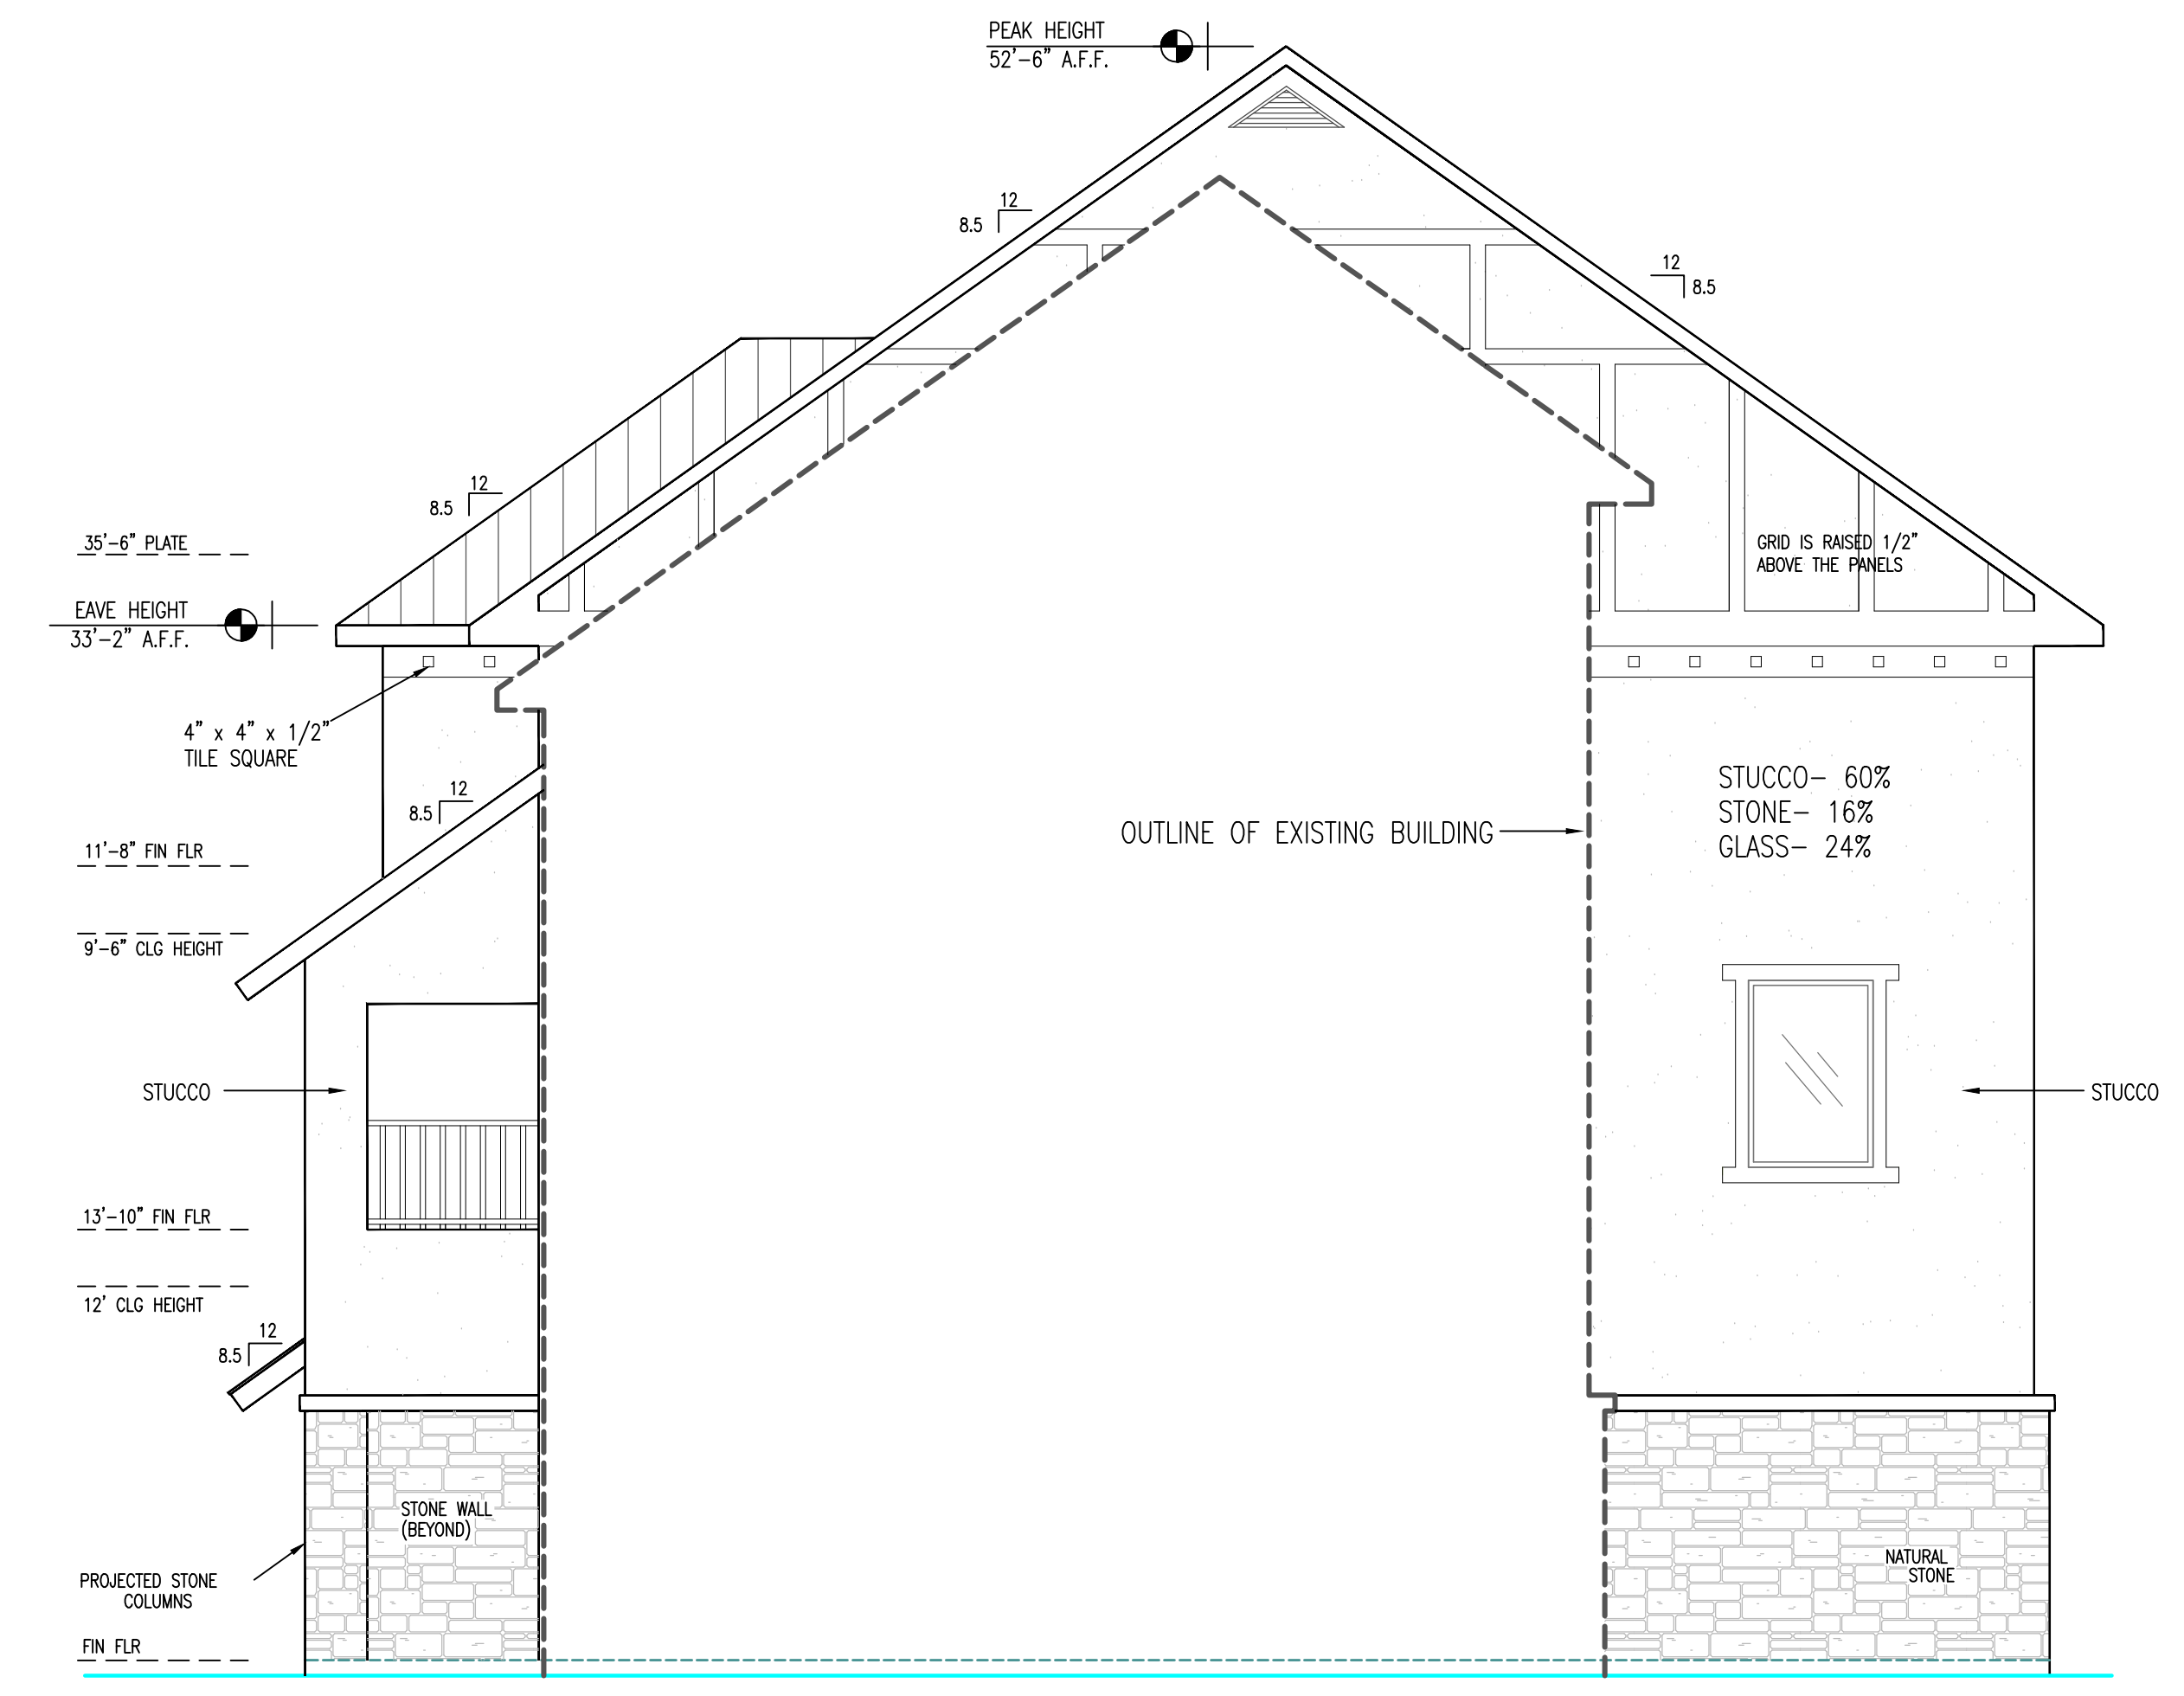 PEAK HEIGHT
52'-6" A.F.F.
12
8.5
12
8.5
12
8.5
35'-6" PLATE
GRID IS RAISED 1/2"
ABOVE THE PANELS
EAVE HEIGHT
33'-2" A.F.F.
4" x 4" x 1/2"
TILE SQUARE
12
8.5
STUCCO- 60%
STONE- 16%
GLASS- 24%
OUTLINE OF EXISTING BUILDING
11'-8" FIN FLR
9'-6" CLG HEIGHT
STUCCO
STUCCO
13'-10" FIN FLR
12' CLG HEIGHT
12
8.5
STONE WALL
(BEYOND)
NATURAL
STONE
PROJECTED STONE
COLUMNS
FIN FLR